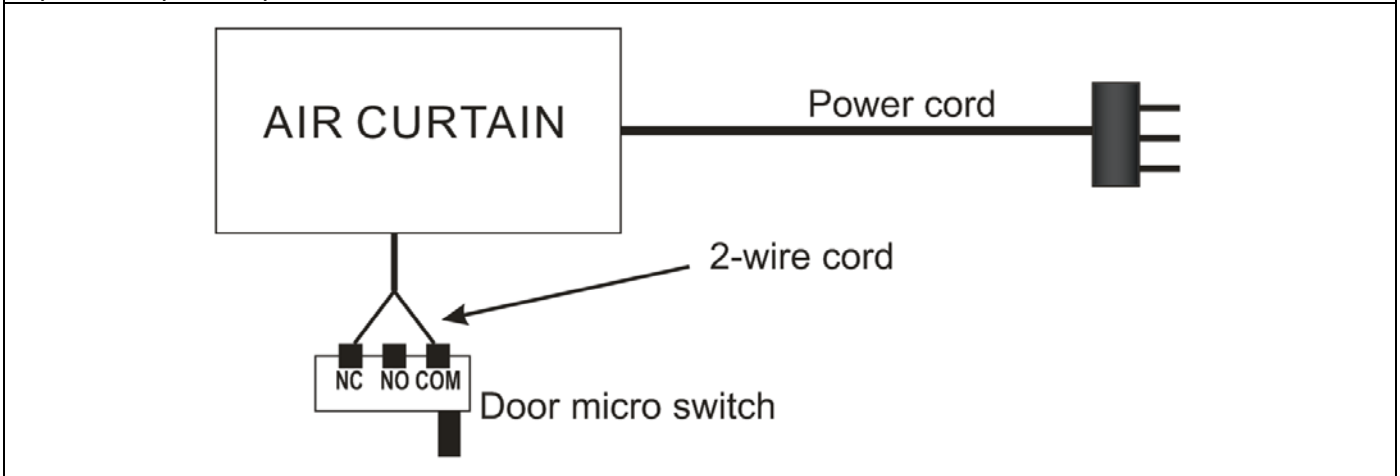 AIR CURTAIN
Power cord
2-wire cord
NC NO COM
Door micro switch